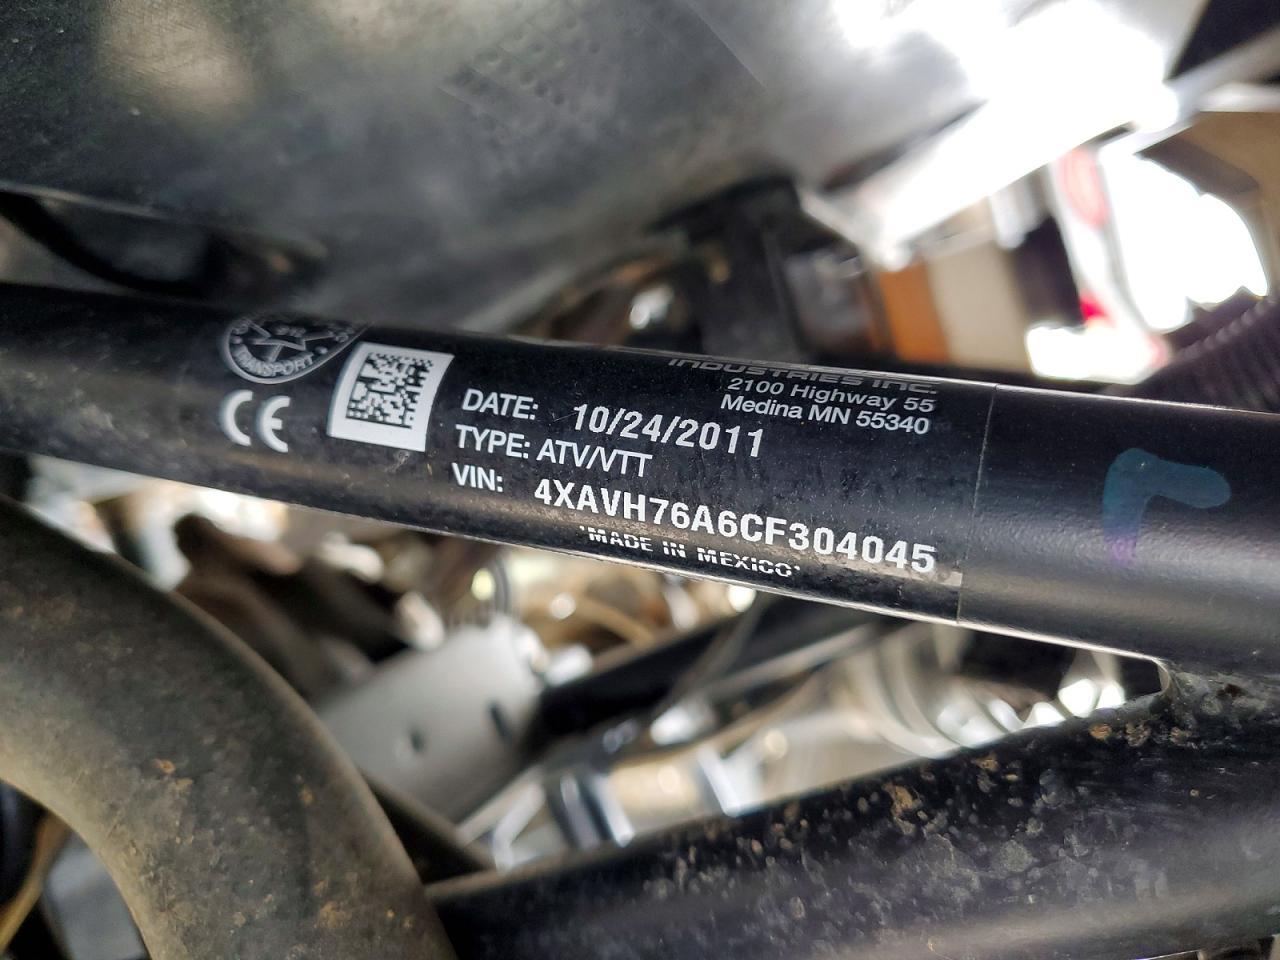 TRANSPORT
CE
INDUSTRIES INC.
2100 Highway 55
Medina MN 55340
DATE: 10/24/2011
TYPE: ATV/VTT
VIN: 4XAVH76A6CF304045
'MADE IN MEXICO'